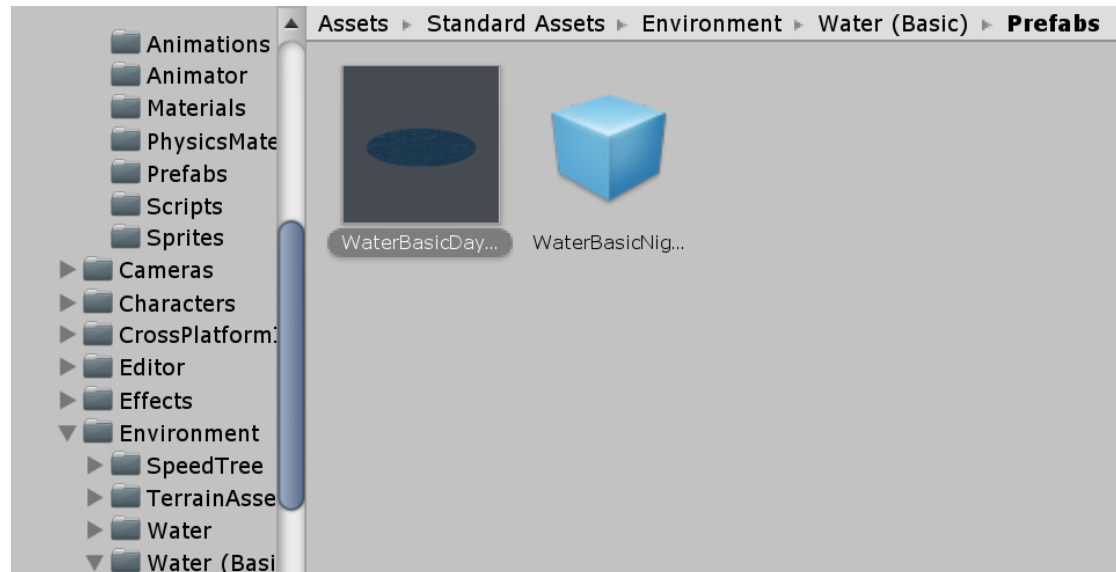 Animations
Animator
Materials
PhysicsMate
Prefabs
Scripts
Sprites
Cameras
Characters
CrossPlatformI
Editor
Effects
Environment
SpeedTree
TerrainAsse
Water
Water (Basi
Assets Standard Assets Environment Water (Basic) Prefabs
WaterBasicDay... WaterBasicNig...